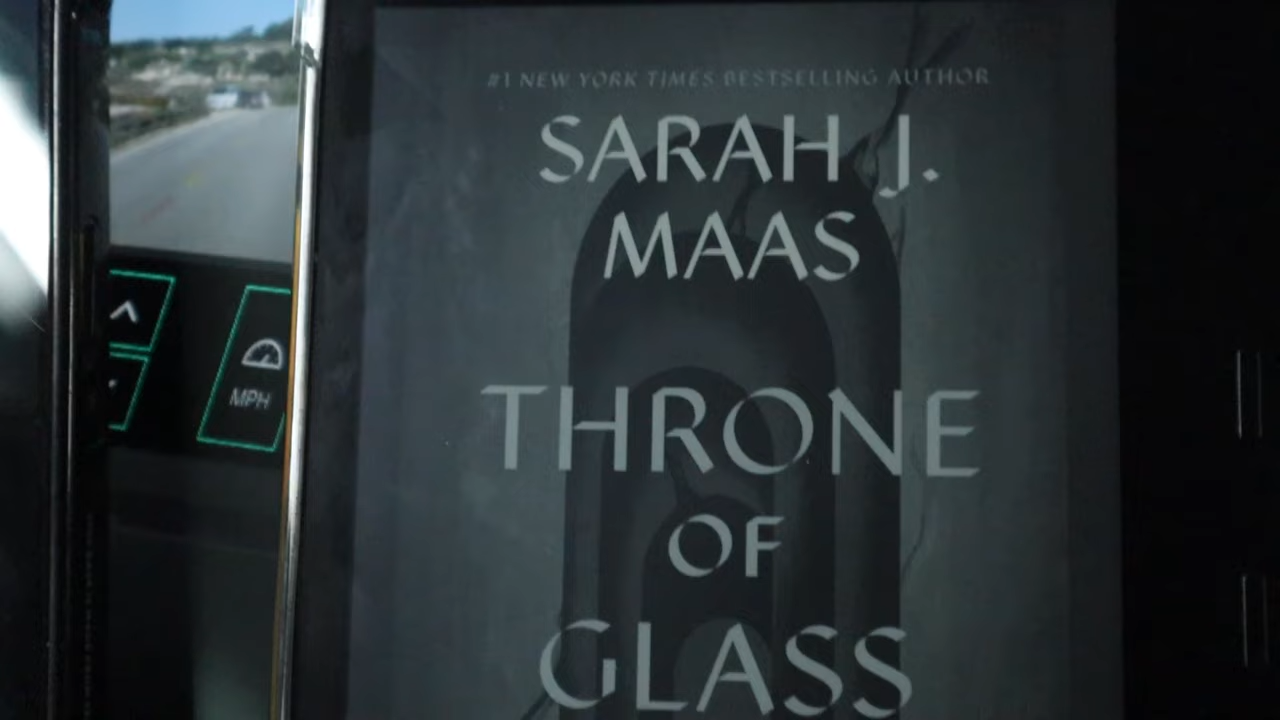 #1 NEW YORK TIMES BESTSELLING AUTHOR
SARAH J.
MAAS
THRONE
OF
GLASS
MPH